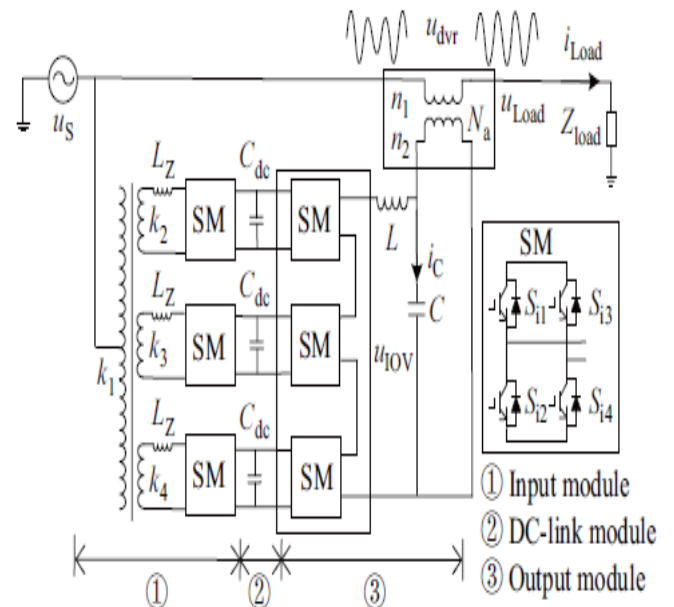 u_dvr
i_Load
n_1
n_2
N_a
u_Load
Z_load
u_S
L_Z
C_dc
k_2
SM
SM
L
i_C
C
SM
S_i1
S_i3
S_i2
S_i4
L_Z
C_dc
k_3
SM
SM
u_IOV
k_1
L_Z
C_dc
k_4
SM
SM
① Input module
② DC-link module
③ Output module
①
②
③